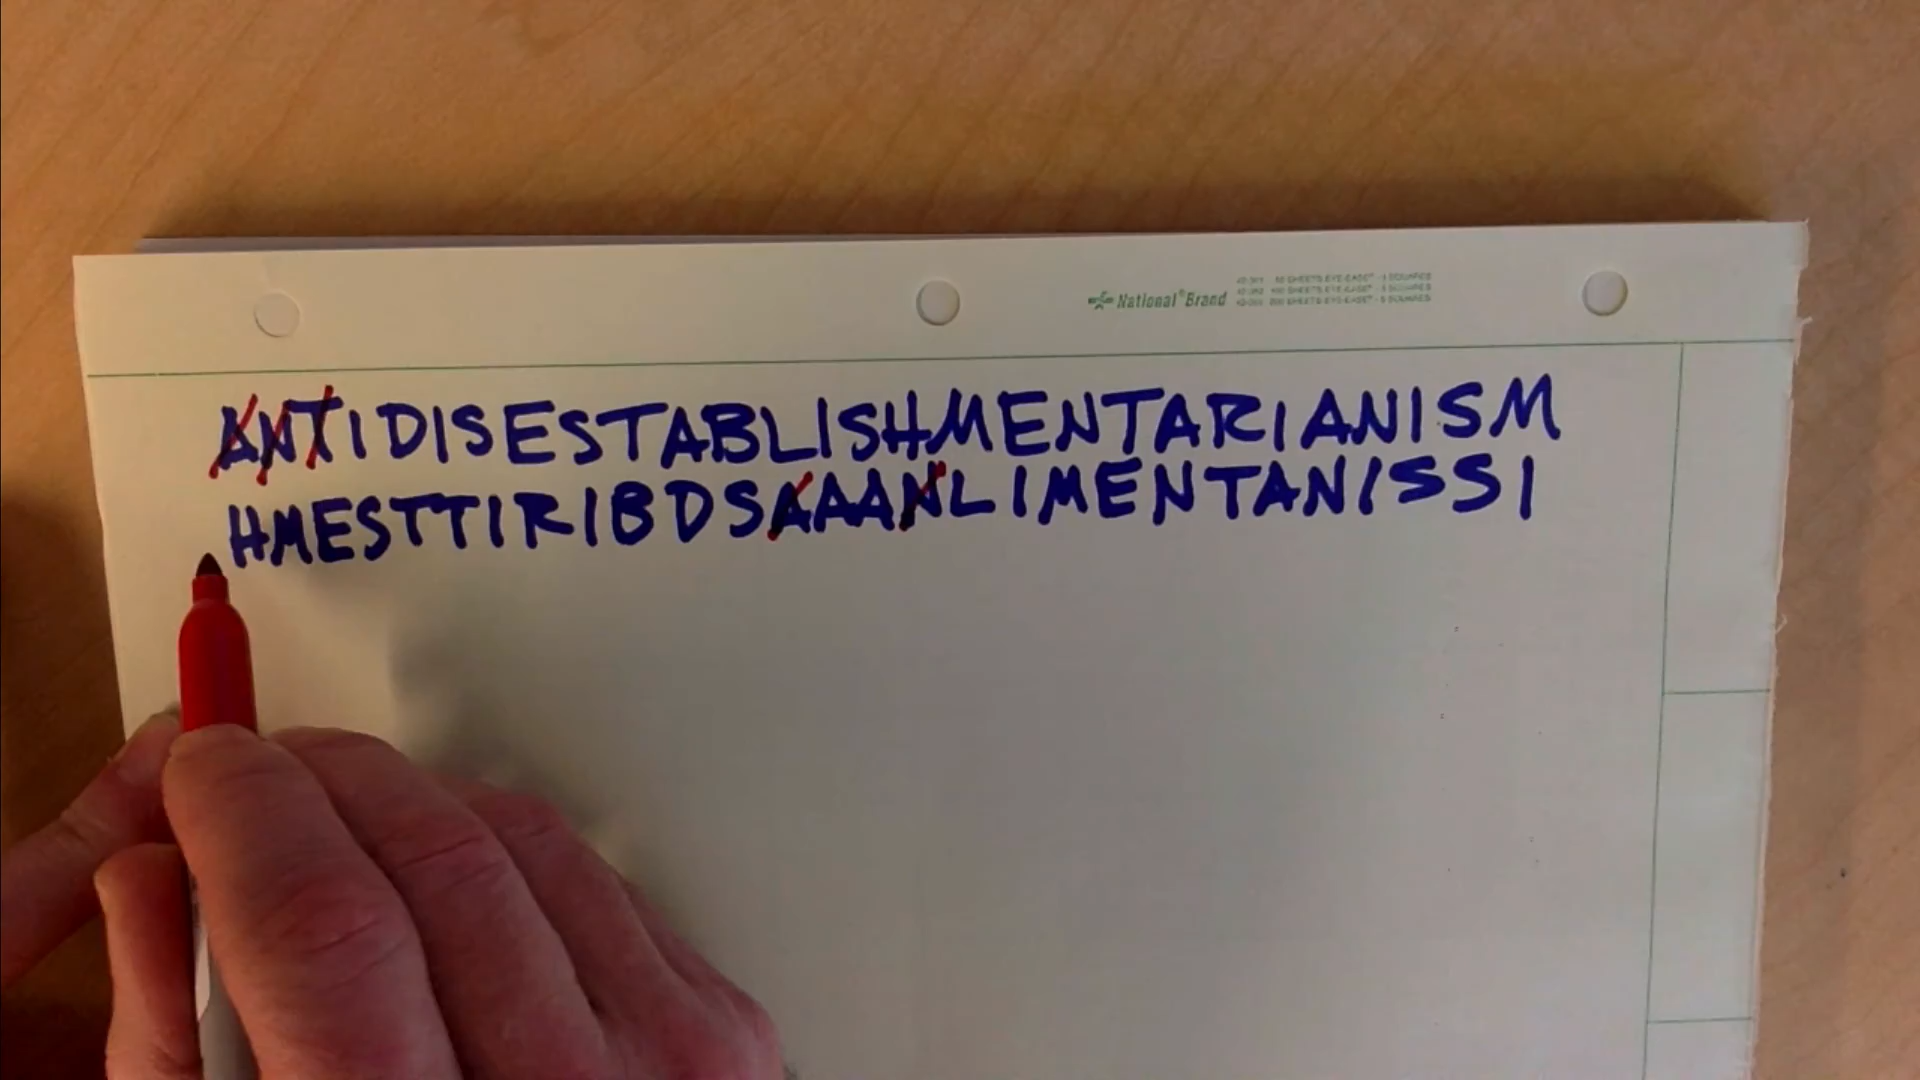 National® Brand
ANTIDISESTABLISHMENTARIANISM
HMESTTIRIBDSAAANLIMENTANISSI